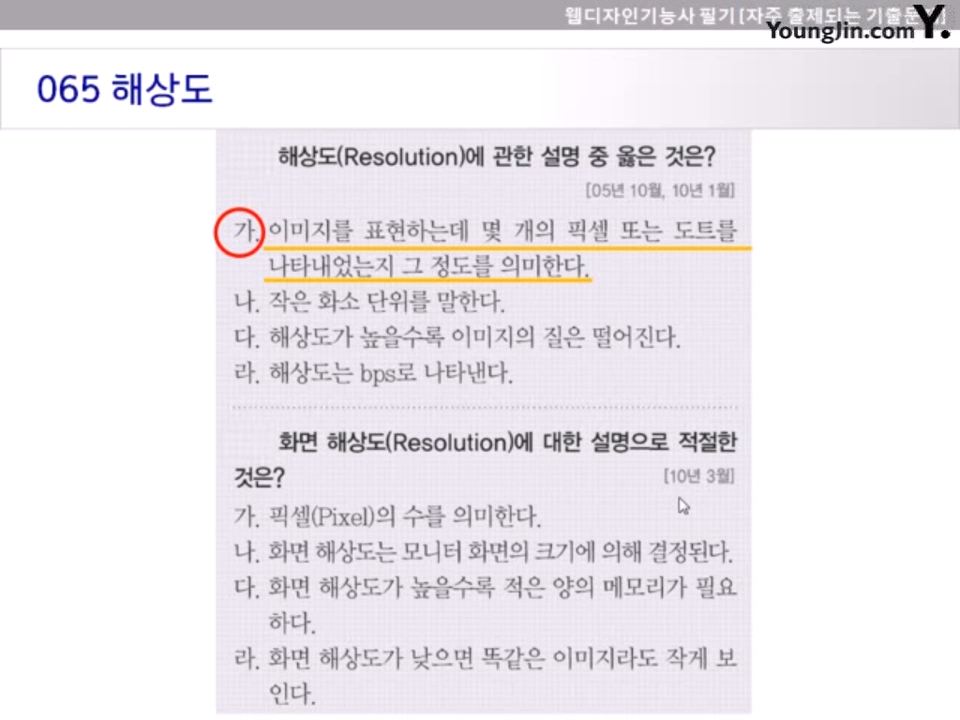 웹디자인기능사 필기 [자주 출제되는 기출문제]
YoungJin.com Y.
065 해상도
해상도(Resolution)에 관한 설명 중 옳은 것은?
[05년 10월, 10년 1월]
가. 이미지를 표현하는데 몇 개의 픽셀 또는 도트를
나타내었는지 그 정도를 의미한다.
나. 작은 화소 단위를 말한다.
다. 해상도가 높을수록 이미지의 질은 떨어진다.
라. 해상도는 bps로 나타낸다.
화면 해상도(Resolution)에 대한 설명으로 적절한
것은? [10년 3월]
가. 픽셀(Pixel)의 수를 의미한다.
나. 화면 해상도는 모니터 화면의 크기에 의해 결정된다.
다. 화면 해상도가 높을수록 적은 양의 메모리가 필요
하다.
라. 화면 해상도가 낮으면 똑같은 이미지라도 작게 보
인다.